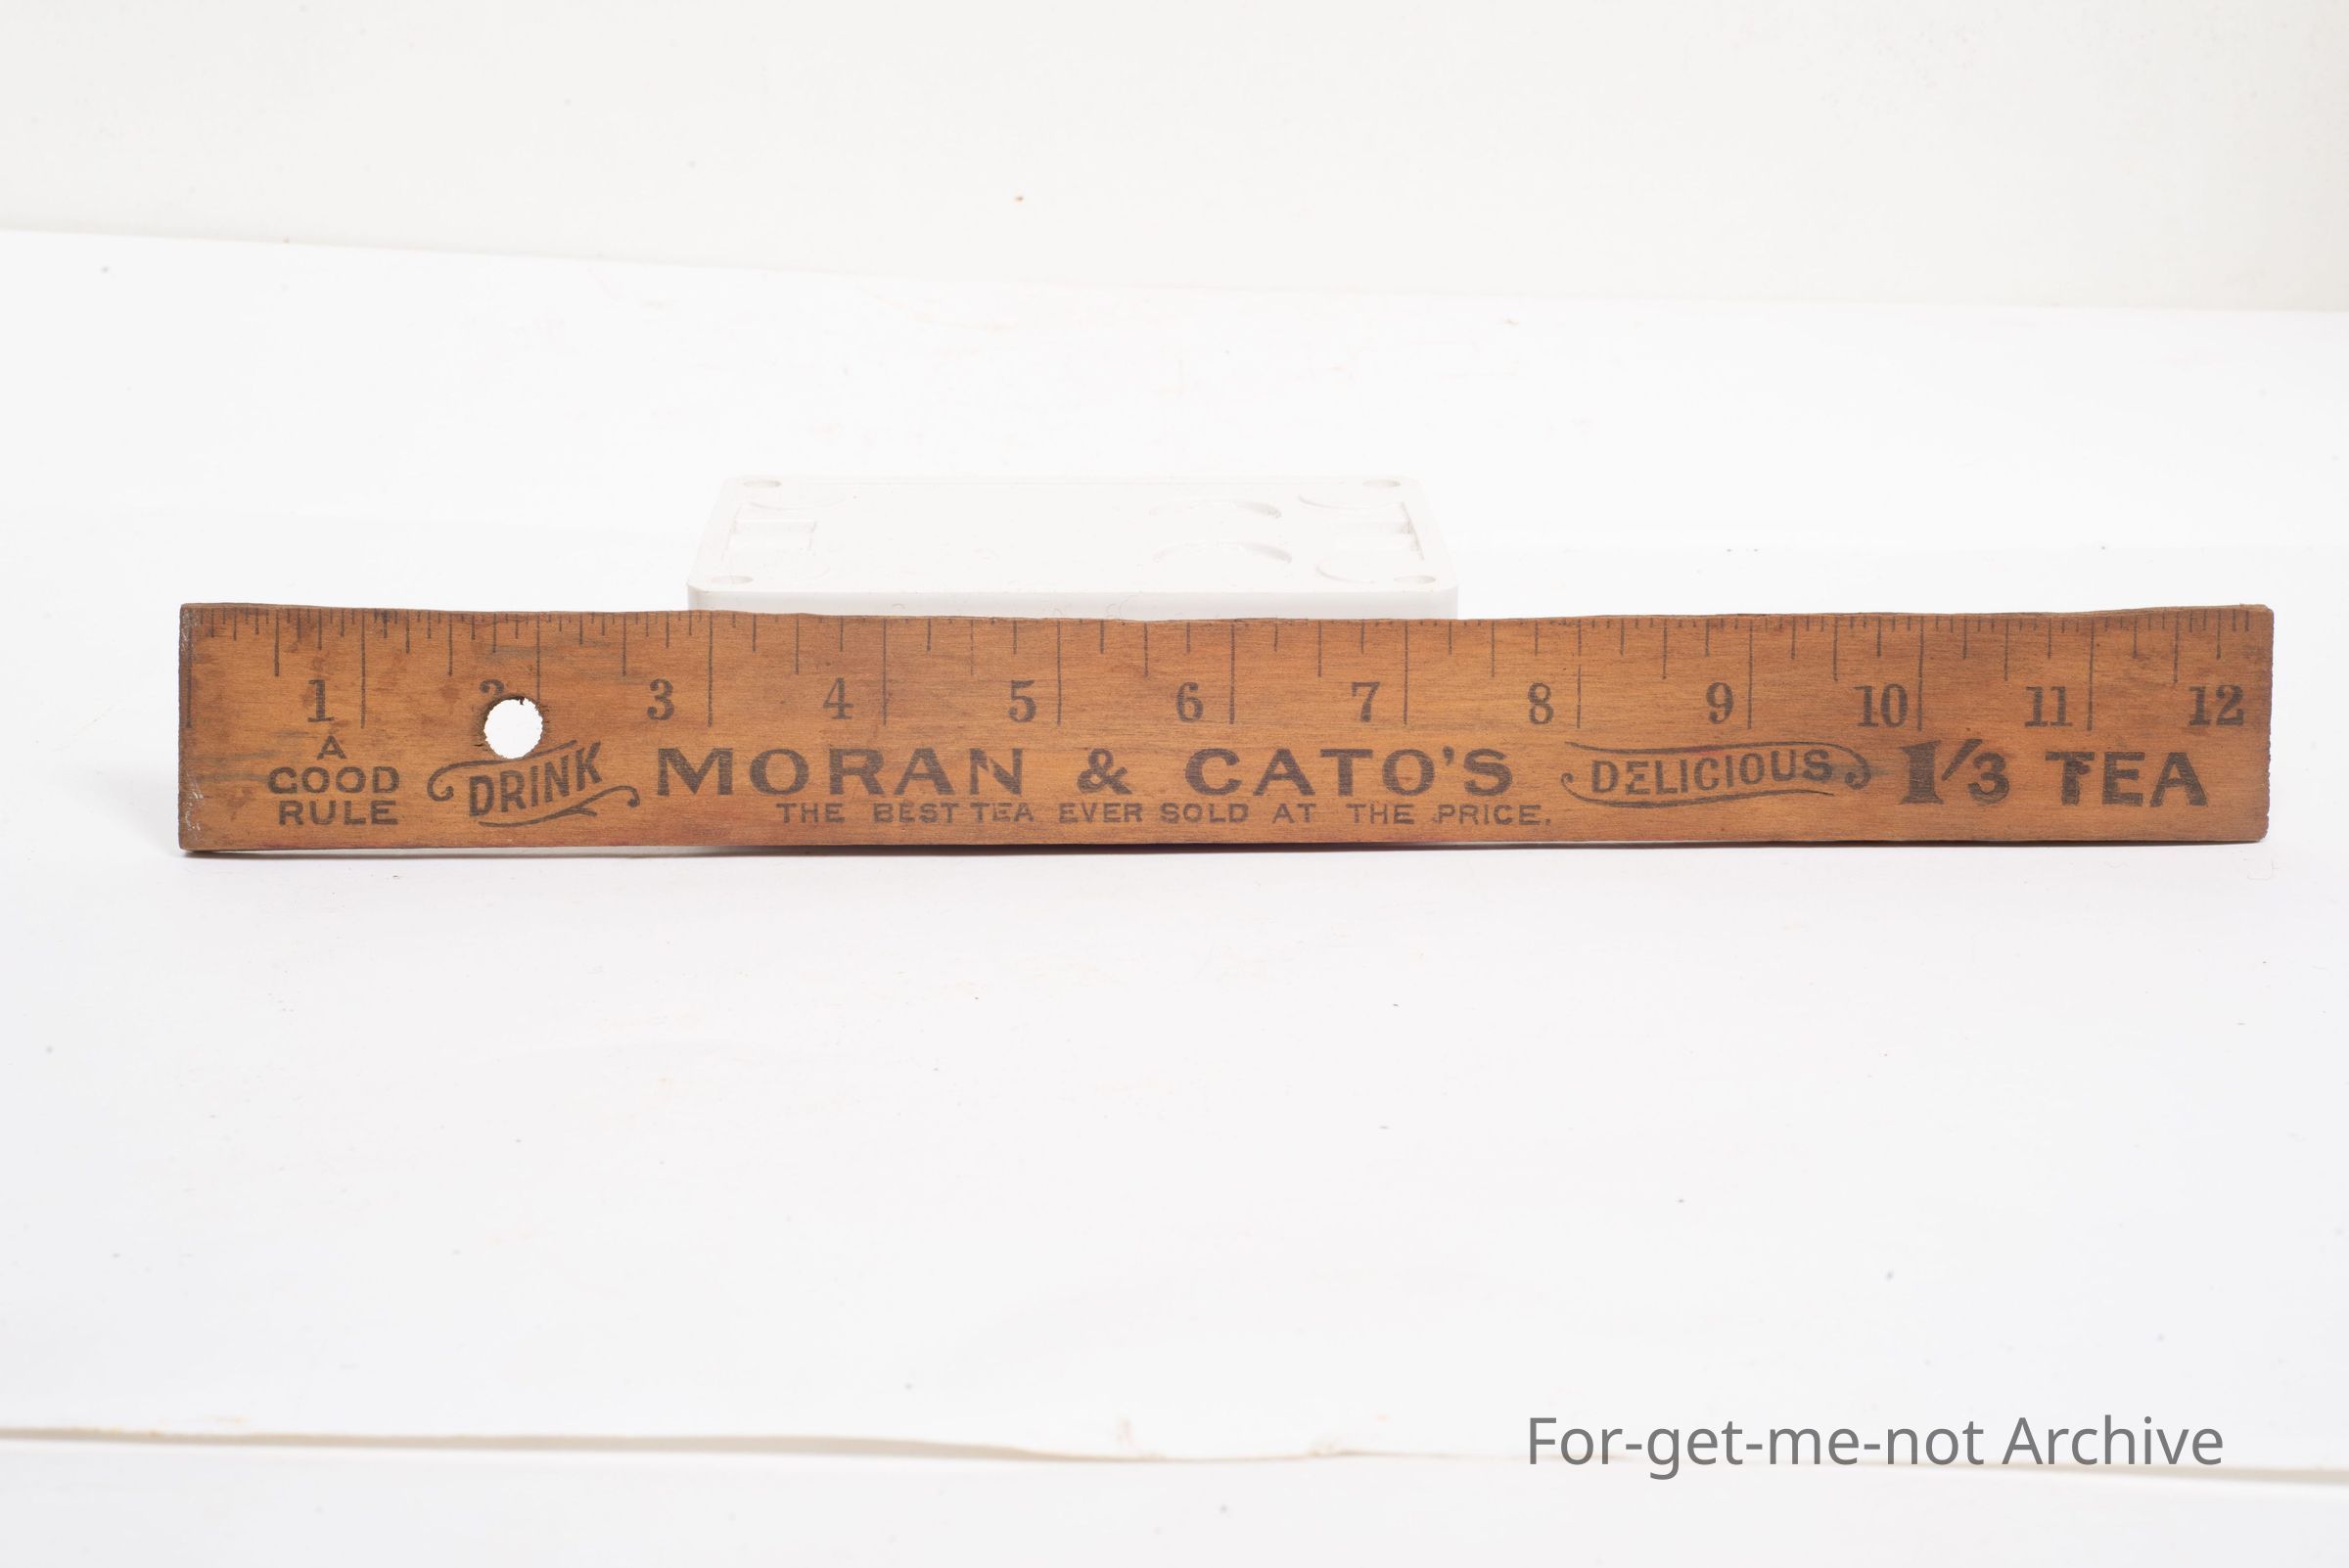 1 2 3 4 5 6 7 8 9 10 11 12
A
GOOD
RULE
DRINK MORAN & CATO'S DELICIOUS 1/3 TEA
THE BEST TEA EVER SOLD AT THE PRICE.
For-get-me-not Archive